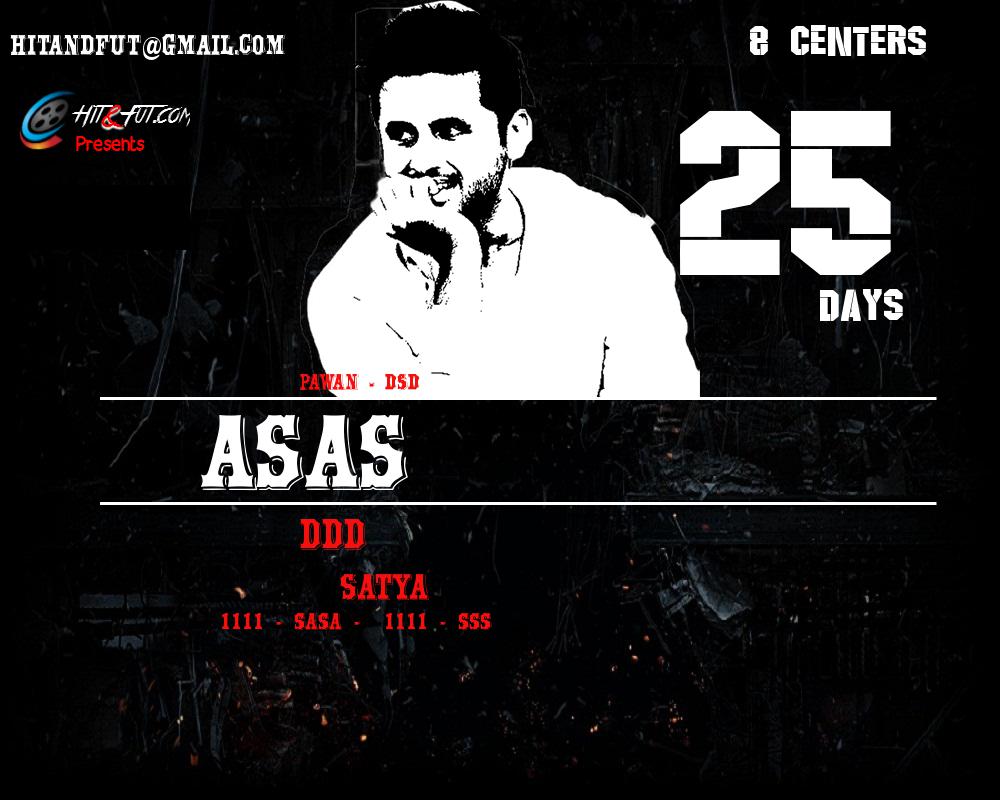 HITANDFUT@GMAIL.COM
8 CENTERS
HIT&FUT.COM
Presents
25
DAYS
PAWAN - DSD
ASAS
DDD
SATYA
1111 - SASA - 1111 - SSS